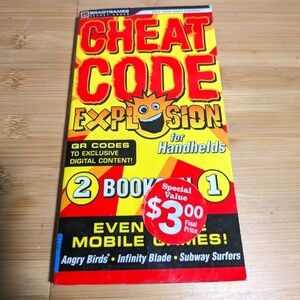 BRADYGAMES
CHEAT
CODE
EXPLOSION
for
Handhelds
QR CODES
TO EXCLUSIVE
DIGITAL CONTENT!
2 BOOKS 1
Special
Value
$3.00
Final
Price
EVEN
MOBILE GAMES!
Angry Birds • Infinity Blade • Subway Surfers